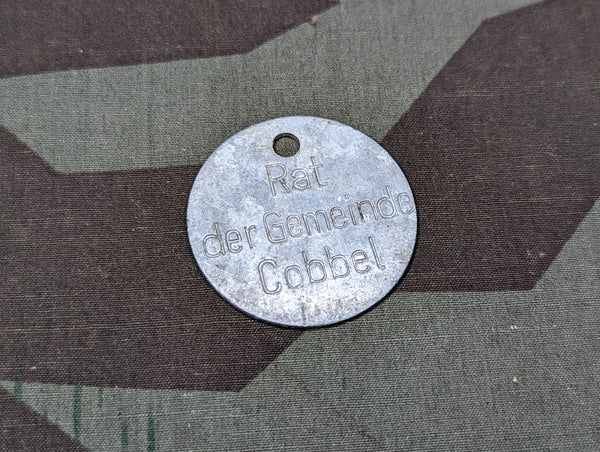 Rat
der Gemeinde
Cobbel